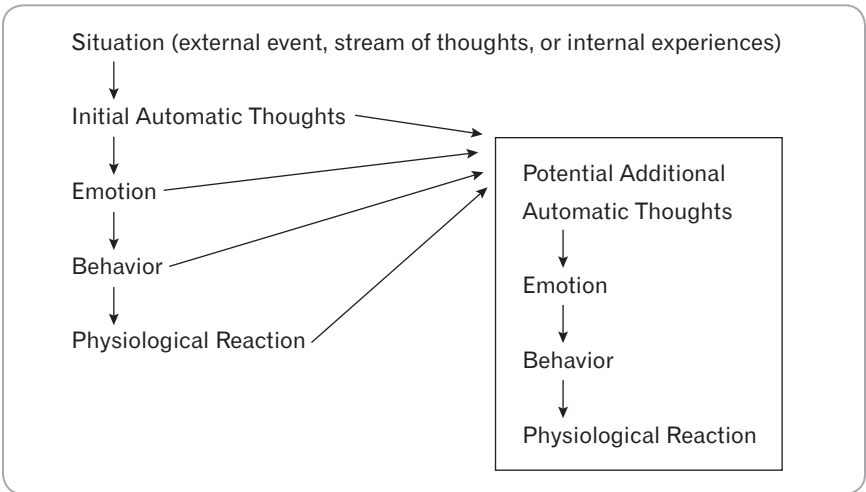 Situation (external event, stream of thoughts, or internal experiences)
Initial Automatic Thoughts
Emotion
Behavior
Physiological Reaction
Potential Additional
Automatic Thoughts
Emotion
Behavior
Physiological Reaction